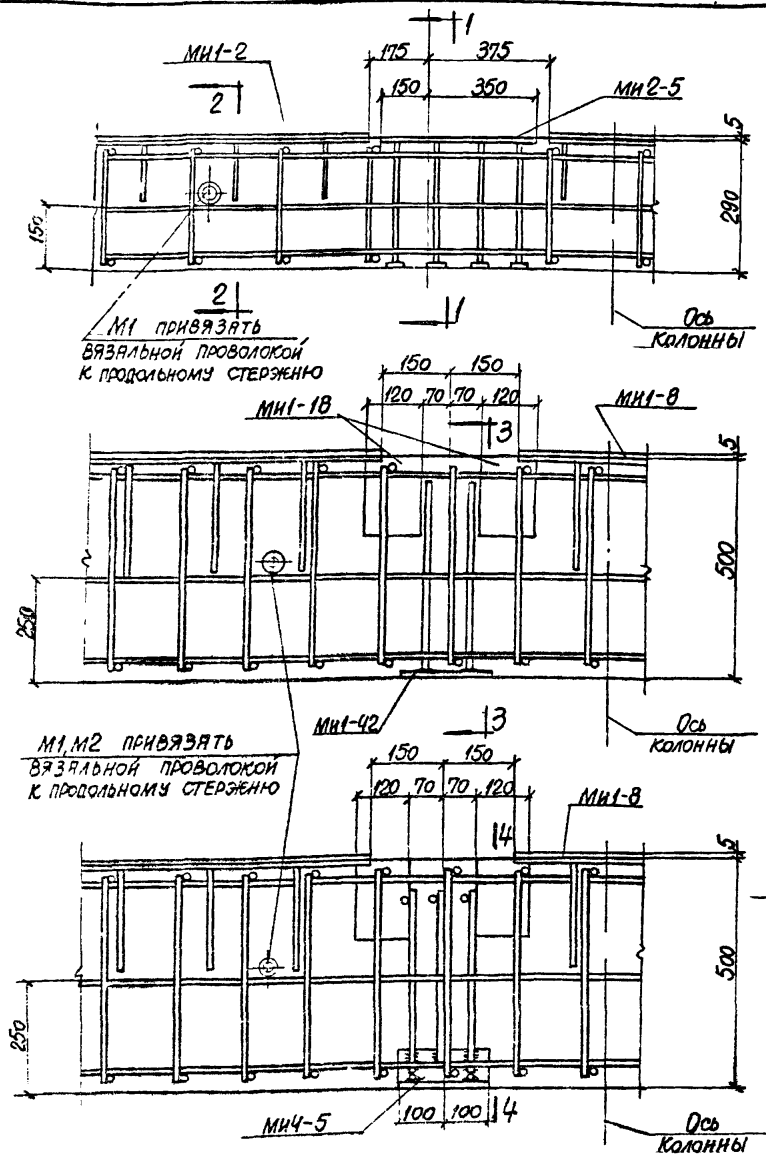 1
175
375
МИ1-2
150
350
МИ2-5
2
5
150
290
2
1
М1 ПРИВЯЗАТЬ
ВЯЗАЛЬНОЙ ПРОВОЛОКОЙ
К ПРОДОЛЬНОМУ СТЕРЖНЮ
Ось
колонны
150
150
120
70
70
120
МИ1-18
МИ1-8
3
5
500
250
МИ1-42
3
Ось
колонны
М1, М2 ПРИВЯЗАТЬ
ВЯЗАЛЬНОЙ ПРОВОЛОКОЙ
К ПРОДОЛЬНОМУ СТЕРЖНЮ
150
150
120
70
70
120
МИ1-8
4
5
500
250
МИ4-5
100
100
4
Ось
колонны